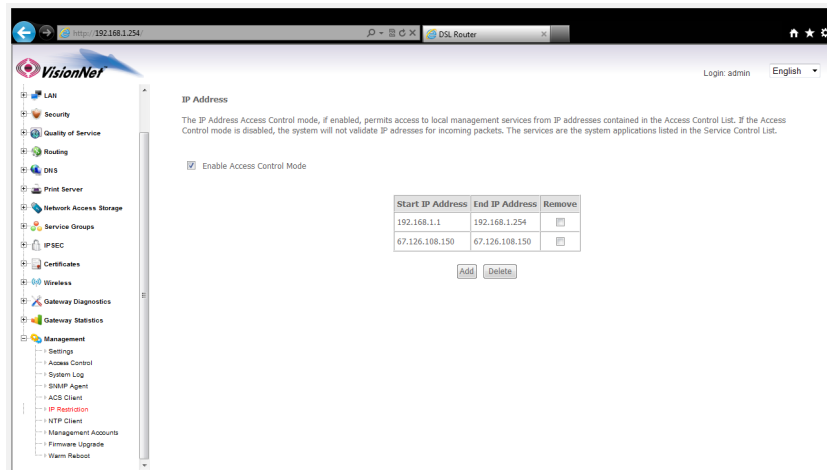 http://192.168.1.254/
DSL Router
VisionNet
Login: admin
English
LAN
Security
Quality of Service
Routing
DNS
Print Server
Network Access Storage
Service Groups
IPSEC
Certificates
Wireless
Gateway Diagnostics
Gateway Statistics
Management
Settings
Access Control
System Log
SNMP Agent
ACS Client
IP Restriction
NTP Client
Management Accounts
Firmware Upgrade
Warm Reboot
IP Address
The IP Address Access Control mode, if enabled, permits access to local management services from IP addresses contained in the Access Control List. If the Access
Control mode is disabled, the system will not validate IP adresses for incoming packets. The services are the system applications listed in the Service Control List.
Enable Access Control Mode
Start IP Address End IP Address Remove
192.168.1.1 192.168.1.254
67.126.108.150 67.126.108.150
Add Delete